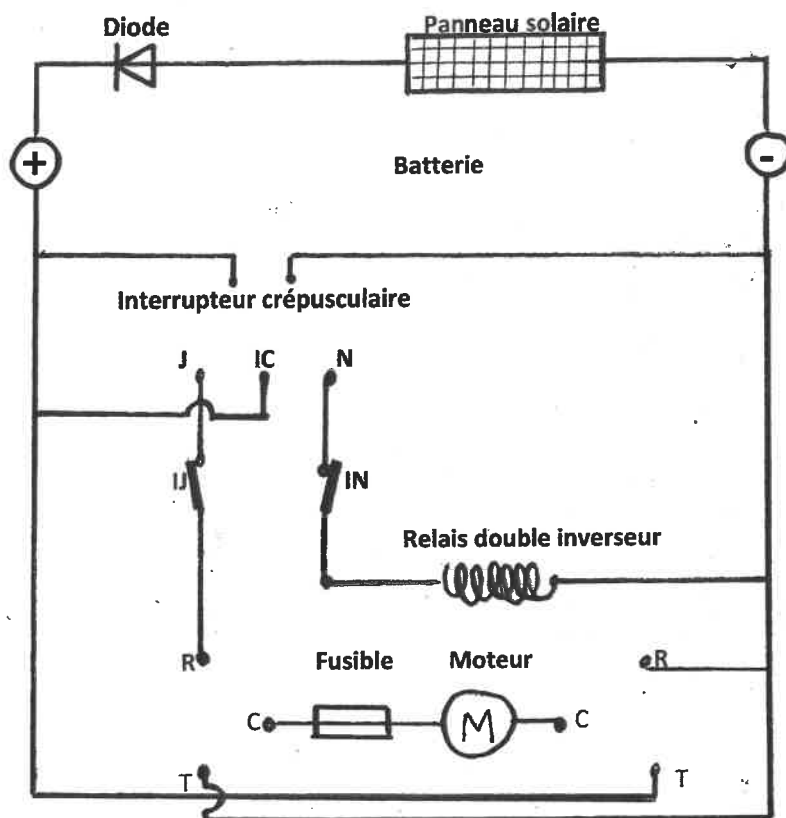 Diode
Panneau solaire
+
-
Batterie
Interrupteur crépusculaire
J IC N
IJ IN
Relais double inverseur
R Fusible Moteur R
C M C
T T